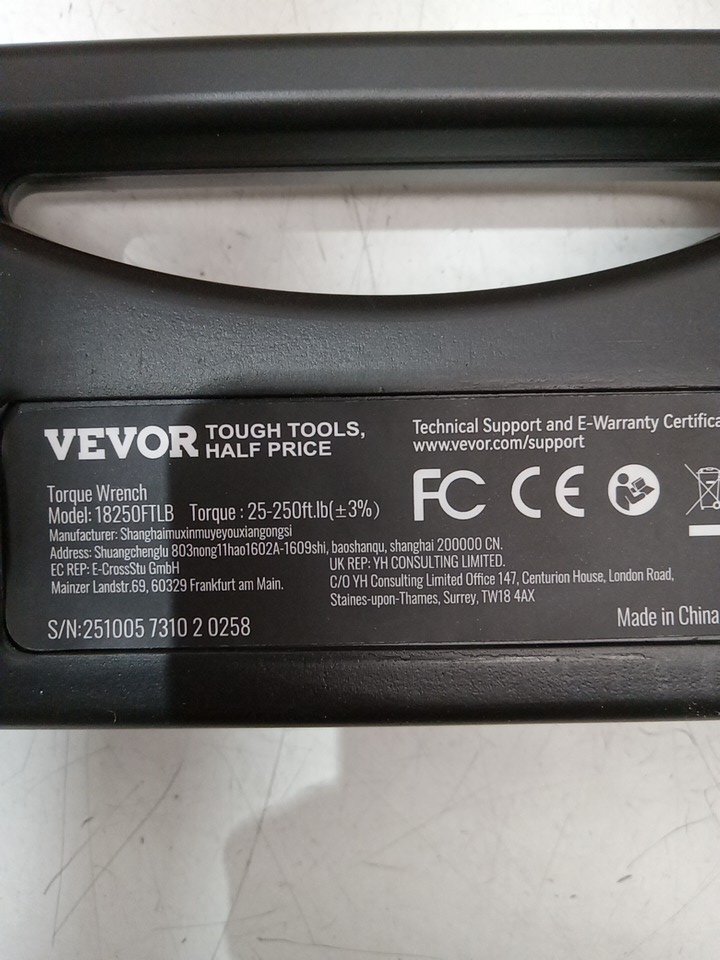 VEVOR TOUGH TOOLS, HALF PRICE
Technical Support and E-Warranty
www.vevor.com/support
Torque Wrench
Model: 18250FTLB Torque : 25-250ft.lb(±3%)
FC CE
Manufacturer: Shanghaimuxinmuyeyouxiangongsi
Address: Shuangchenglu 803nong11hao1602A-1609shi, baoshanqu, shanghai 200000 CN.
EC REP: E-CrossStu GmbH
Mainzer Landstr.69, 60329 Frankfurt am Main.
UK REP: YH CONSULTING LIMITED.
C/O YH Consulting Limited Office 147, Centurion House, London Road,
Staines-upon-Thames, Surrey, TW18 4AX
S/N:251005 7310 2 0258
Made in China